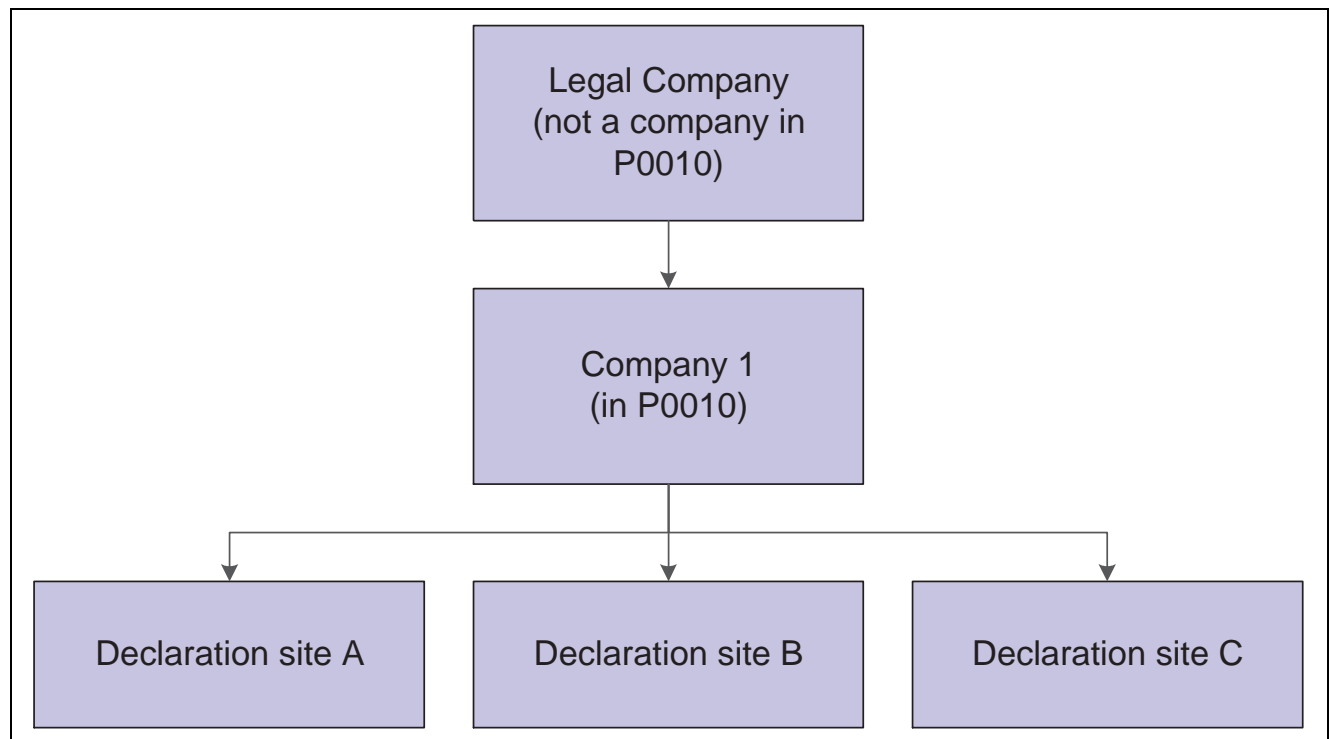 Legal Company
(not a company in
P0010)
Company 1
(in P0010)
Declaration site A
Declaration site B
Declaration site C